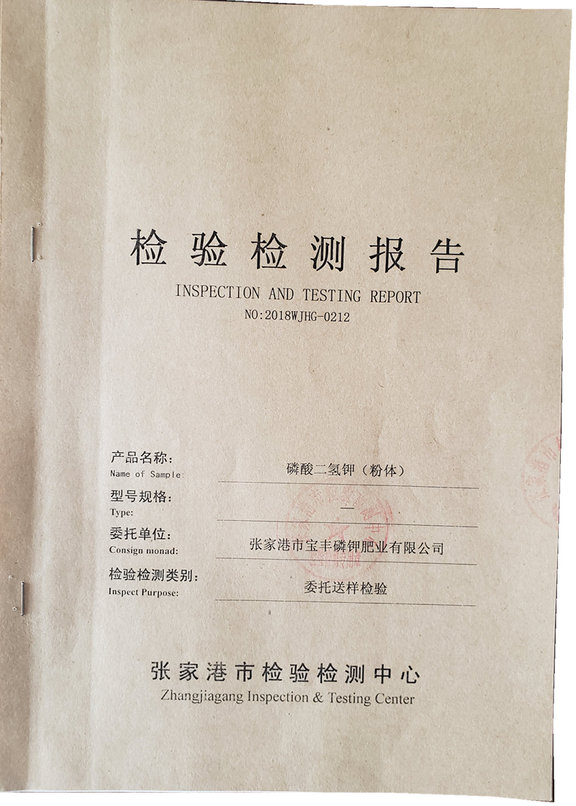 检验检测报告
INSPECTION AND TESTING REPORT
NO:2018WJHG-0212
产品名称: 磷酸二氢钾（粉体）
Name of Sample:
型号规格: —
Type:
委托单位: 张家港市宝丰磷钾肥业有限公司
Consign monad:
检验检测类别: 委托送样检验
Inspect Purpose:
张家港市检验检测中心
Zhangjiagang Inspection & Testing Center